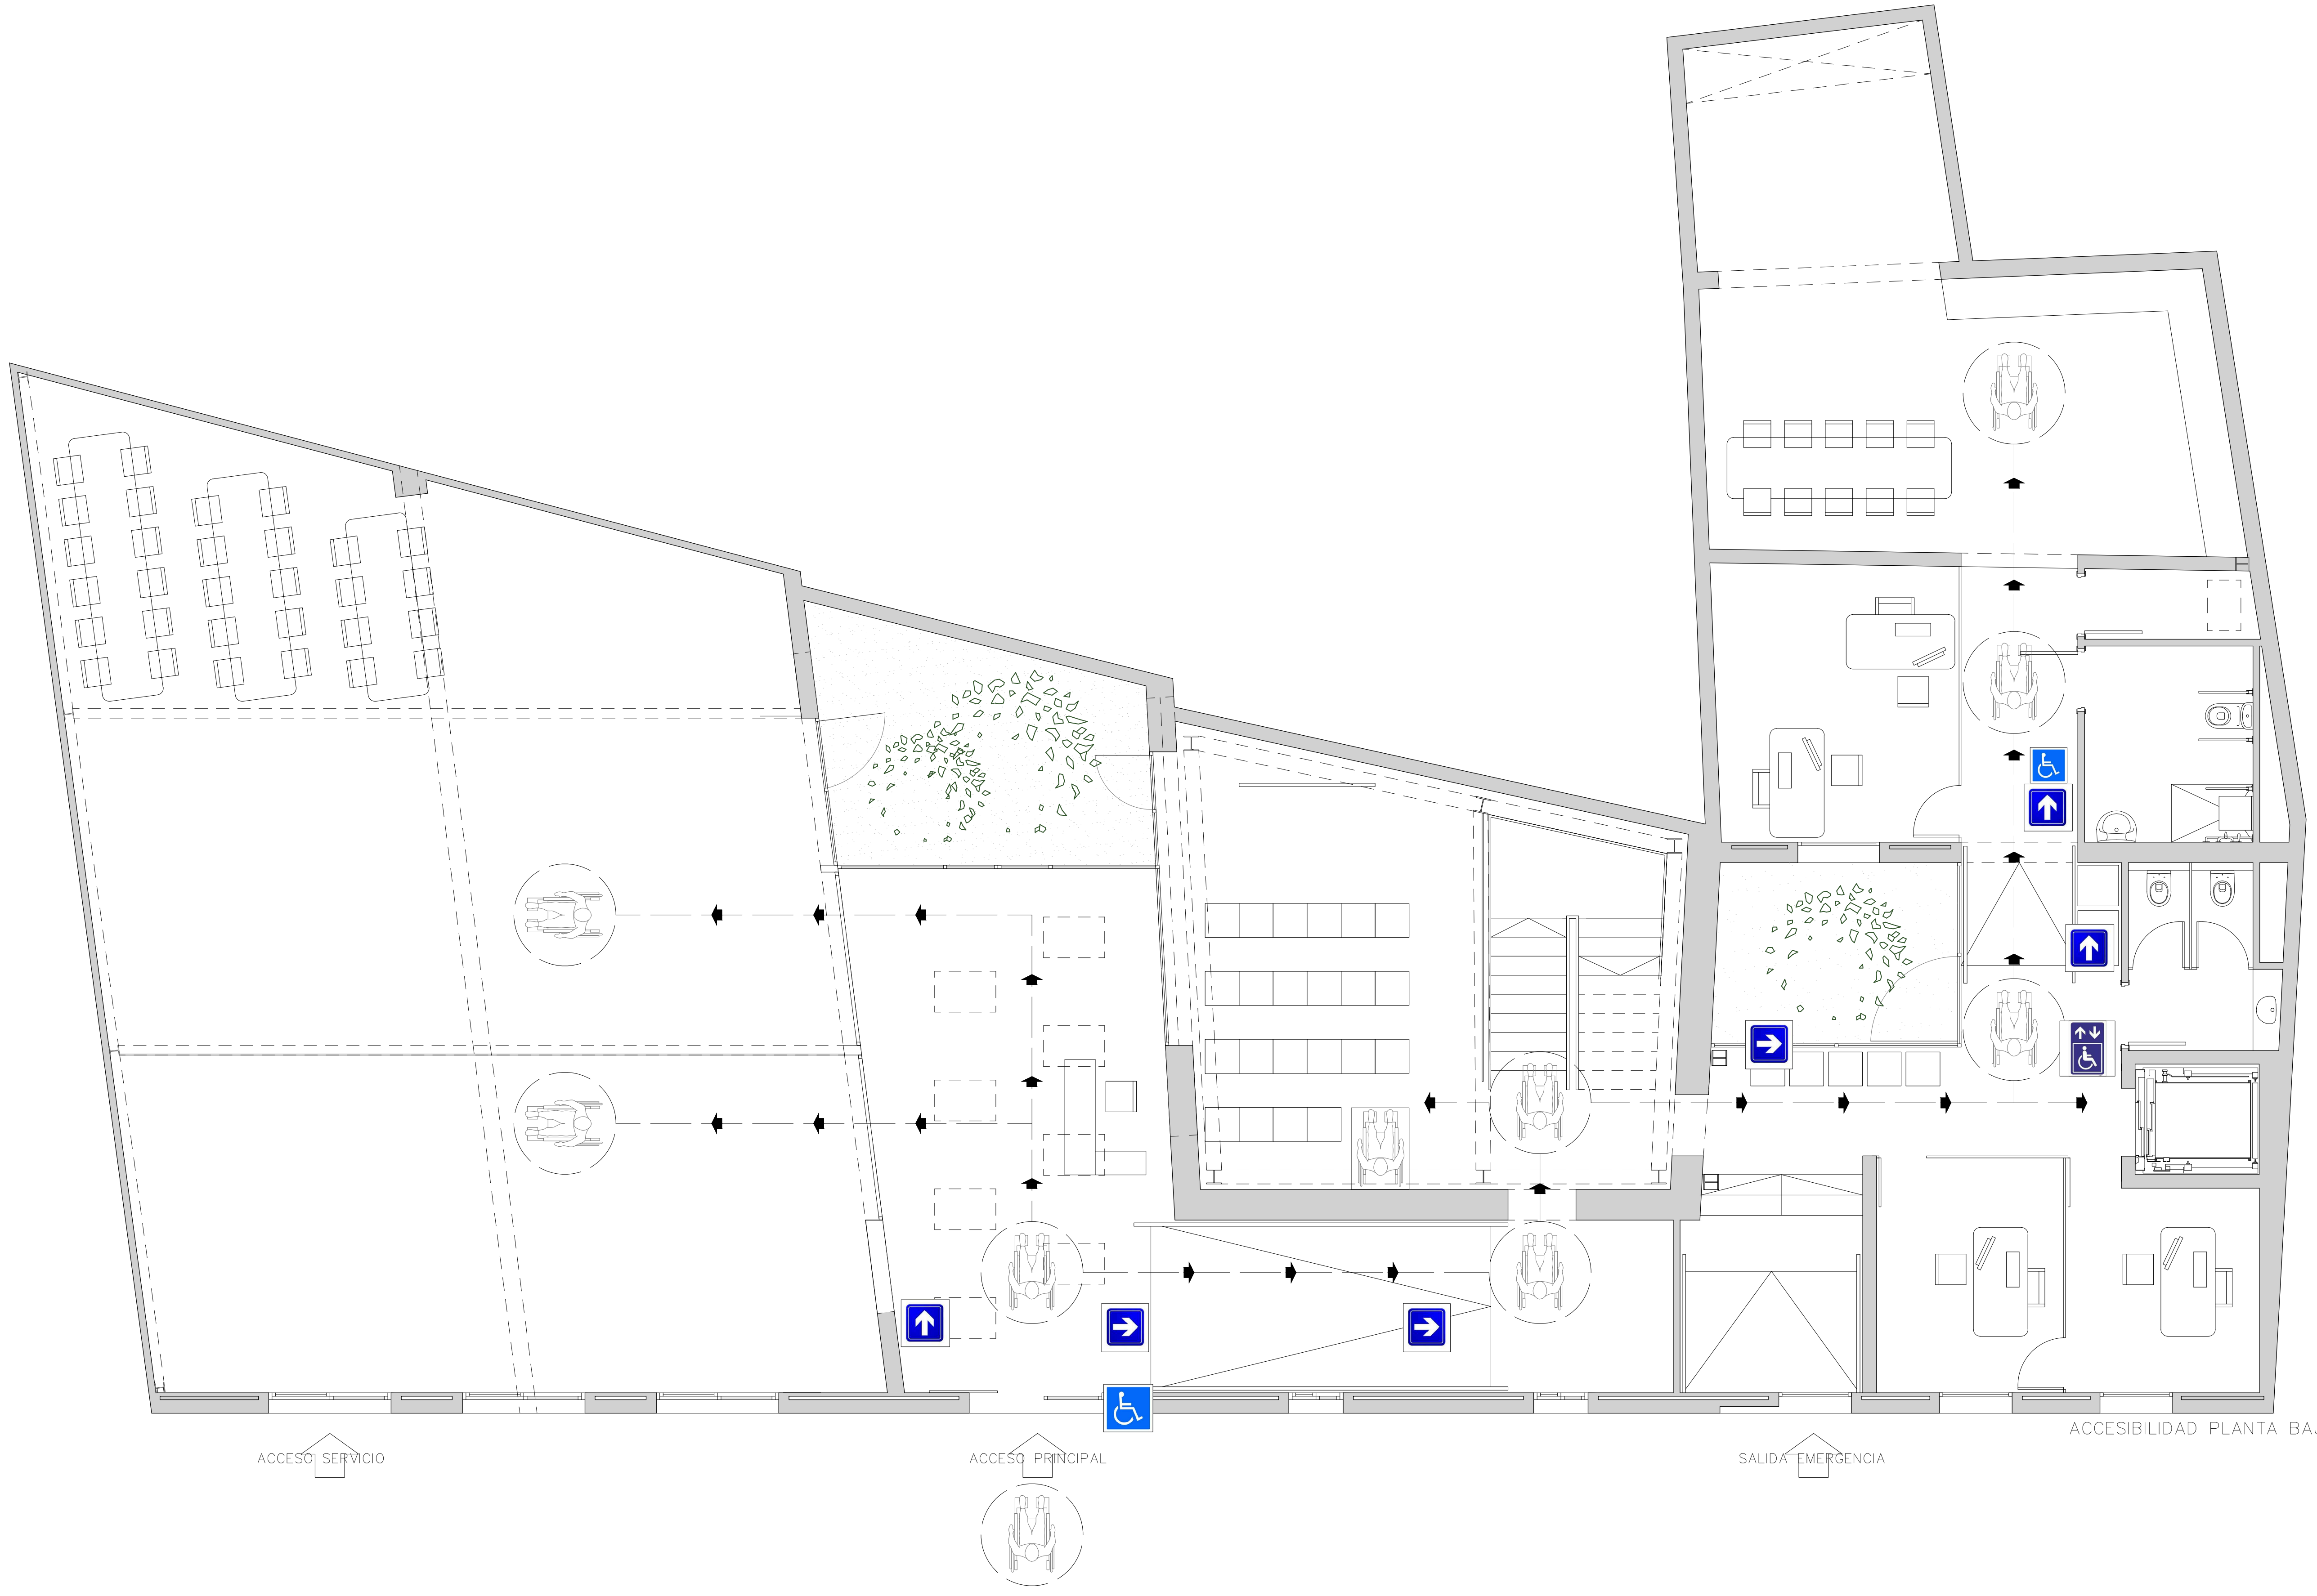 ACCESIBILIDAD PLANTA BA
ACCESO SERVICIO
ACCESO PRINCIPAL
SALIDA EMERGENCIA